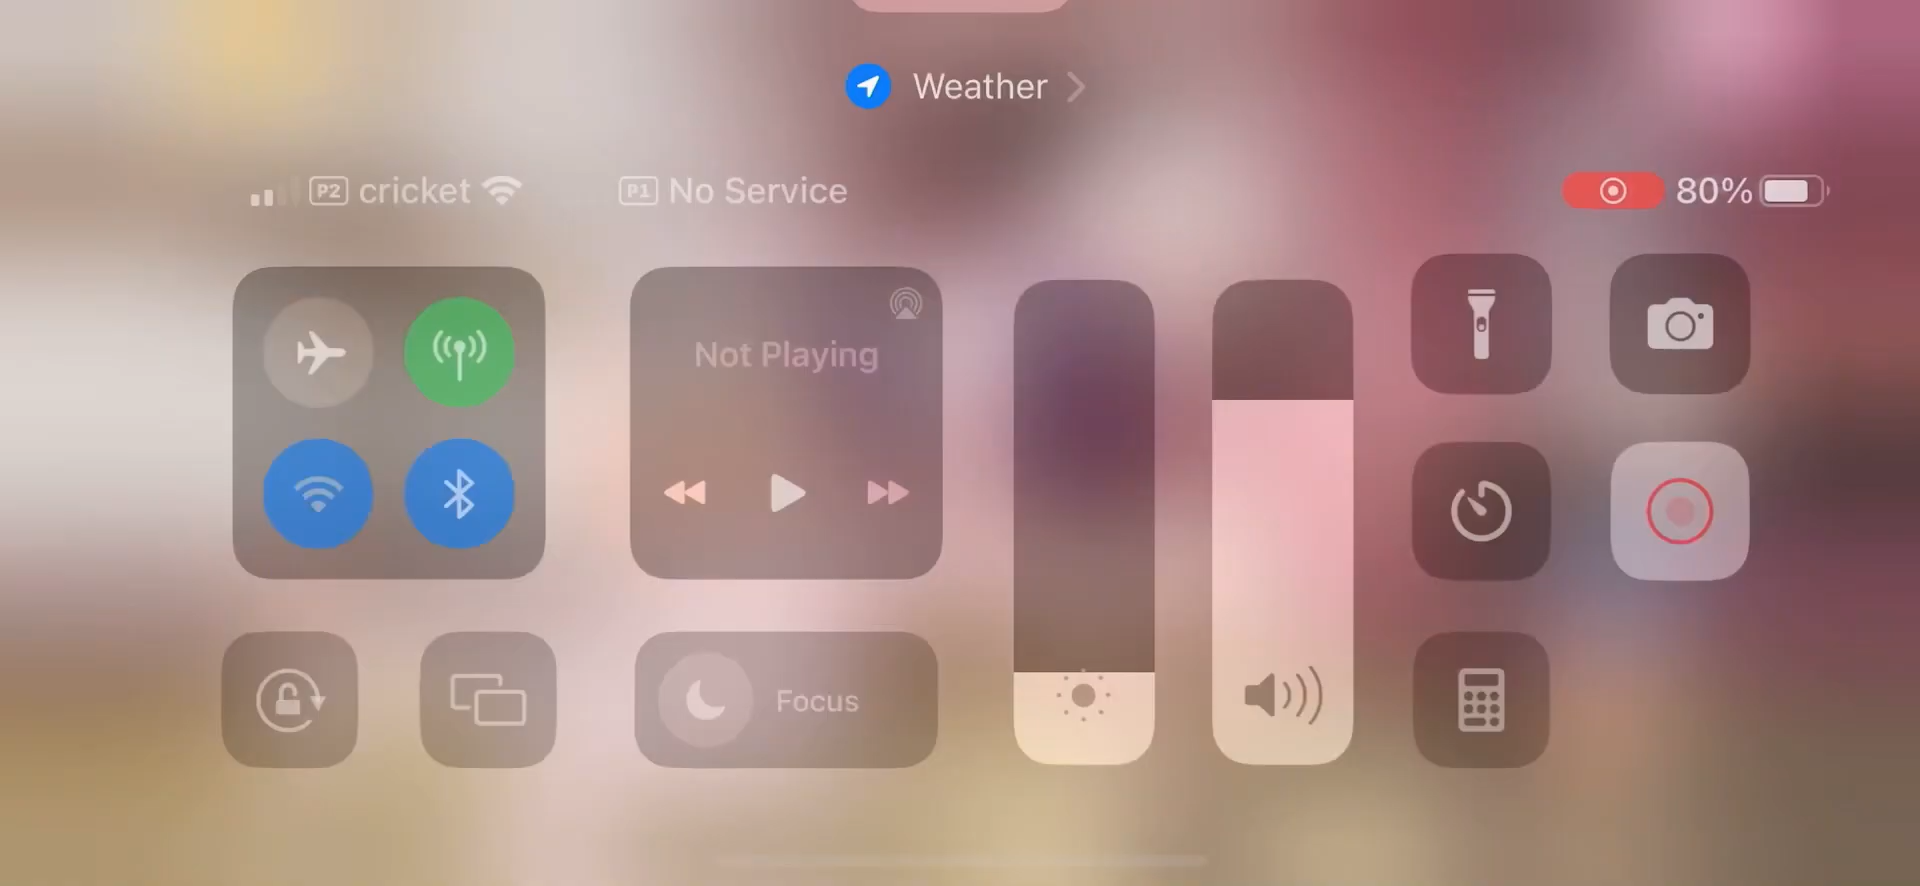 Weather
P2 cricket
P1 No Service
80%
Not Playing
Focus